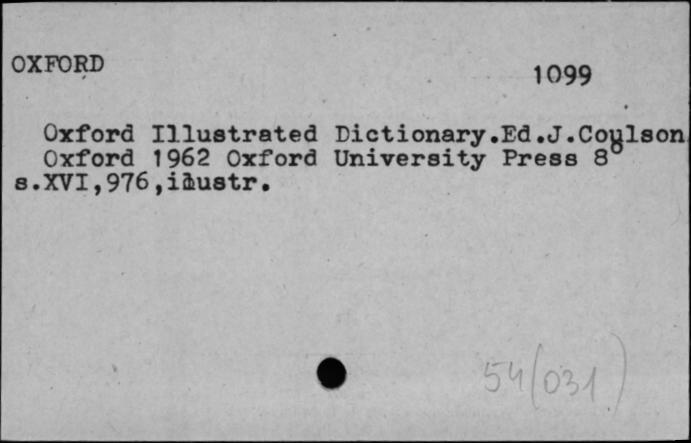 OXFORD
1099
Oxford Illustrated Dictionary.Ed.J.Coulson
Oxford 1962 Oxford University Press 8°
s.XVI,976,illustr.
54(031)